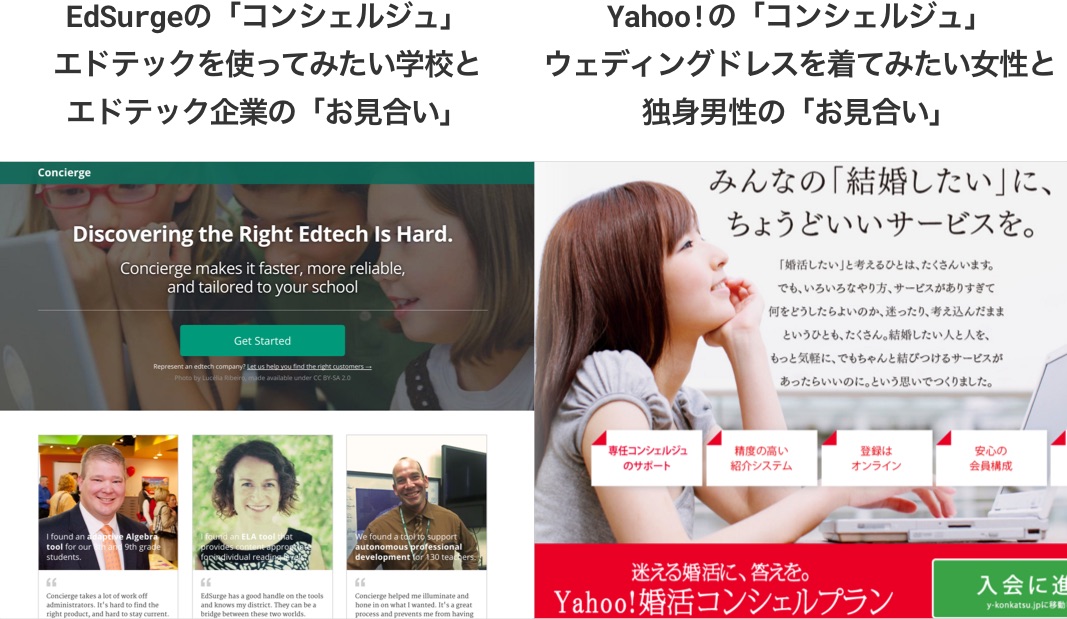 EdSurgeの「コンシェルジュ」
エドテックを使ってみたい学校と
エドテック企業の「お見合い」
Yahoo!の「コンシェルジュ」
ウェディングドレスを着てみたい女性と
独身男性の「お見合い」
Concierge
Discovering the Right Edtech Is Hard.
Concierge makes it faster, more reliable,
and tailored to your school
Get Started
Represent an edtech company? Let us help you find the right customers →
Photo by Lucelia Ribeiro, made available under CC BY-SA 2.0
I found an adaptive Algebra
tool for our 8th and 9th grade
students.
“
Concierge takes a lot of work off
administrators. It's hard to find the
right product, and hard to stay current.
I found an ELA tool that
provides content appropriate
for individual reading levels.
“
EdSurge has a good handle on the tools
and knows my district. They can be a
bridge between these two worlds.
We found a tool to support
autonomous professional
development for 130 teachers.
“
Concierge helped me illuminate and
hone in on what I wanted. It's a great
process and prevents me from having
みんなの「結婚したい」に、
ちょうどいいサービスを。
「婚活したい」と考えるひとは、たくさんいます。
でも、いろいろなやり方、サービスがありすぎて
何をどうしたらよいのか、迷ったり、考え込んだまま
というひとも、たくさん。結婚したい人と人を、
もっと気軽に、でもちゃんと結びつけるサービスが
あったらいいのに。という思いでつくりました。
専任コンシェルジュ
のサポート
精度の高い
紹介システム
登録は
オンライン
安心の
会員構成
迷える婚活に、答えを。
Yahoo!婚活コンシェルプラン
入会に進
y-konkatsu.jpに移動